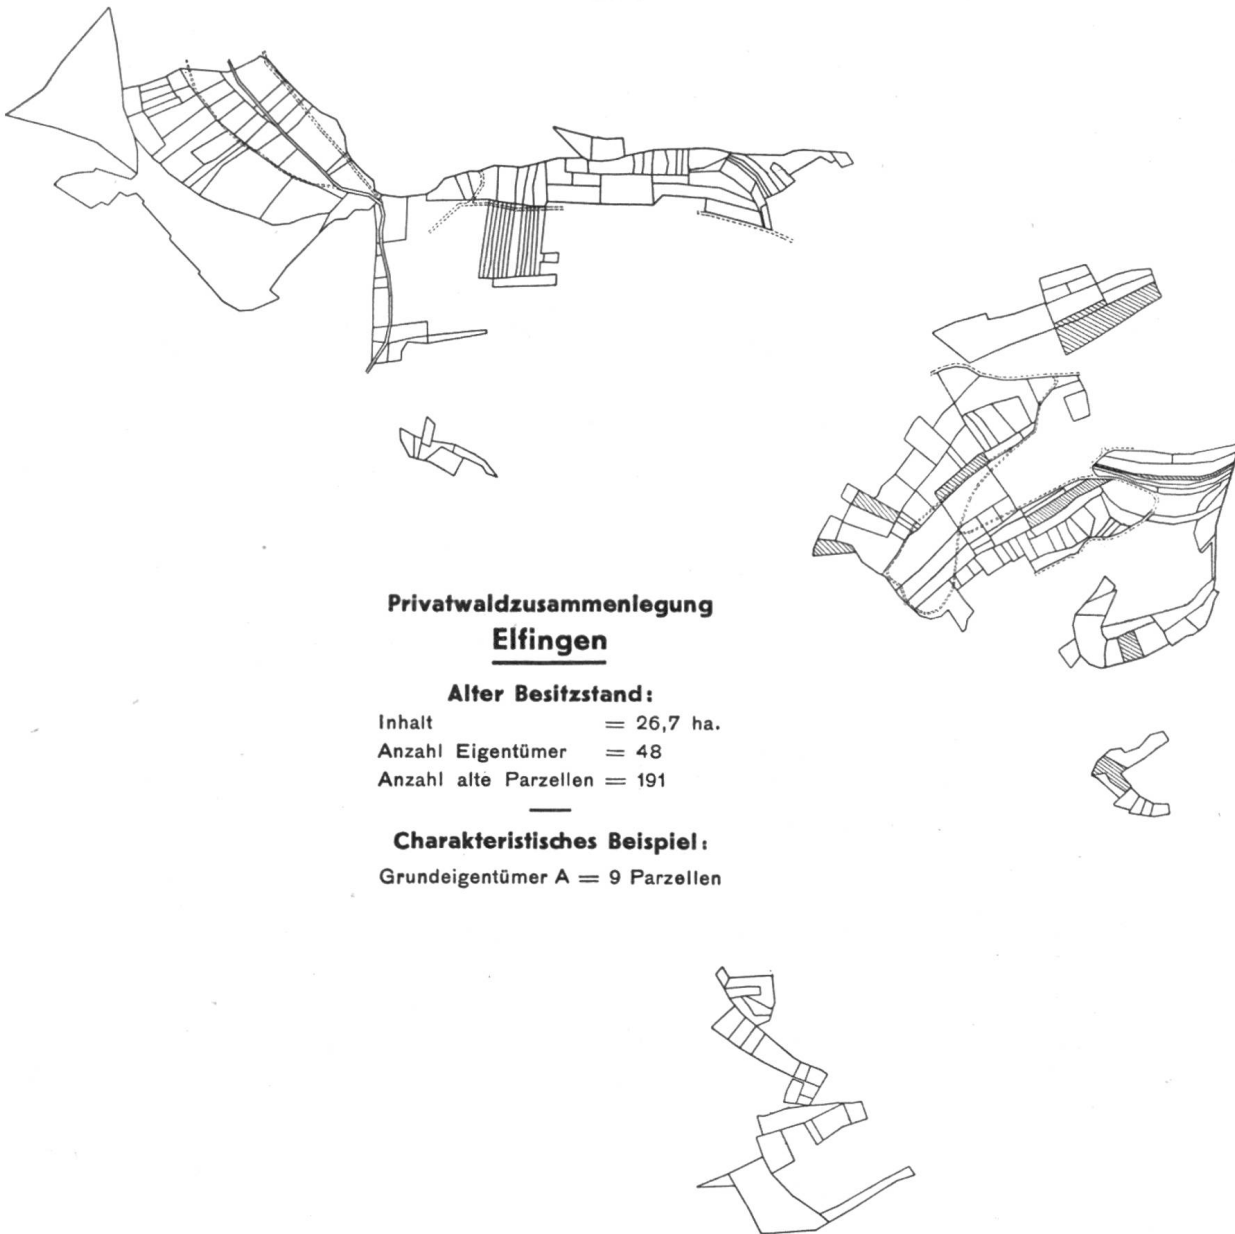 Privatwaldzusammenlegung
Elfingen
Alter Besitzstand:
Inhalt = 26,7 ha.
Anzahl Eigentümer = 48
Anzahl alte Parzellen = 191
Charakteristisches Beispiel:
Grundeigentümer A = 9 Parzellen